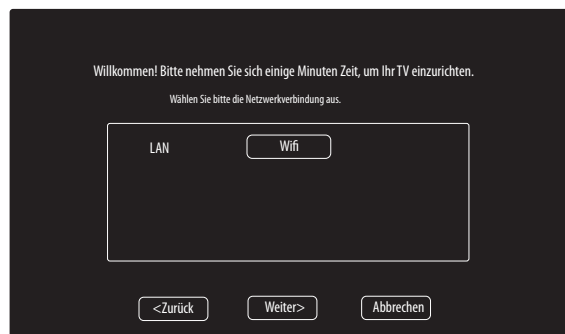 Willkommen! Bitte nehmen Sie sich einige Minuten Zeit, um Ihr TV einzurichten.
Wählen Sie bitte die Netzwerkverbindung aus.
LAN Wifi
<Zurück Weiter> Abbrechen